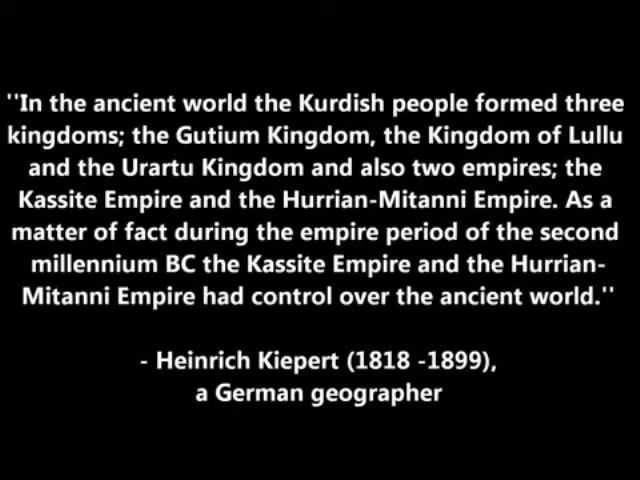 ''In the ancient world the Kurdish people formed three
kingdoms; the Gutium Kingdom, the Kingdom of Lullu
and the Urartu Kingdom and also two empires; the
Kassite Empire and the Hurrian-Mitanni Empire. As a
matter of fact during the empire period of the second
millennium BC the Kassite Empire and the Hurrian-
Mitanni Empire had control over the ancient world.''
- Heinrich Kiepert (1818 -1899),
a German geographer